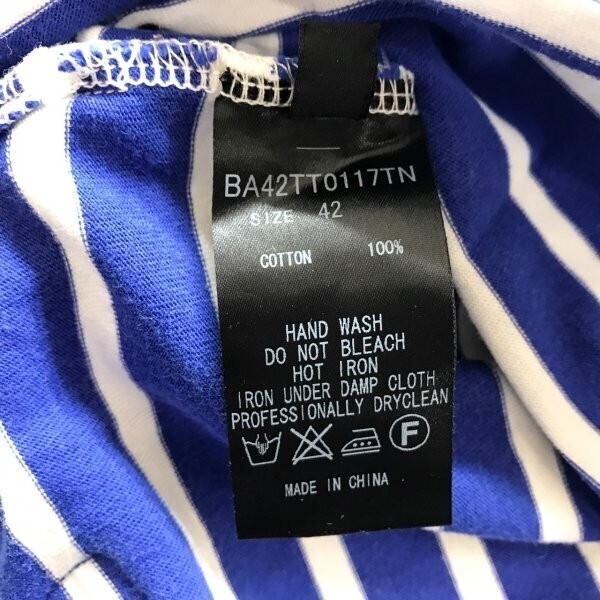 BA42TT0117TN
SIZE 42
COTTON 100%
HAND WASH
DO NOT BLEACH
HOT IRON
IRON UNDER DAMP CLOTH
PROFESSIONALLY DRYCLEAN
F
MADE IN CHINA